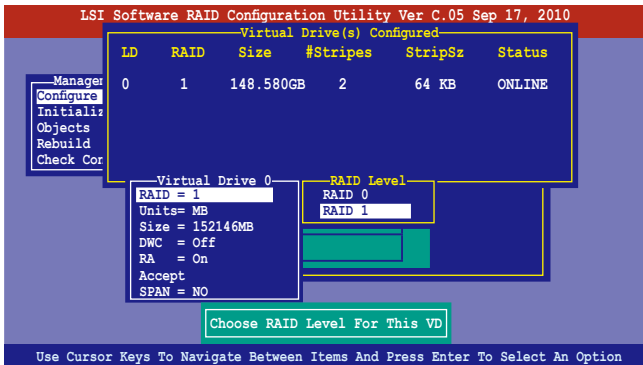 LSI Software RAID Configuration Utility Ver C.05 Sep 17, 2010
Virtual Drive(s) Configured
LD RAID Size #Stripes StripSz Status
0 1 148.580GB 2 64 KB ONLINE
Manager
Configure
Initializ
Objects
Rebuild
Check Con
Virtual Drive 0
RAID = 1
Units= MB
Size = 152146MB
DWC = Off
RA = On
Accept
SPAN = NO
RAID Level
RAID 0
RAID 1
Choose RAID Level For This VD
Use Cursor Keys To Navigate Between Items And Press Enter To Select An Option